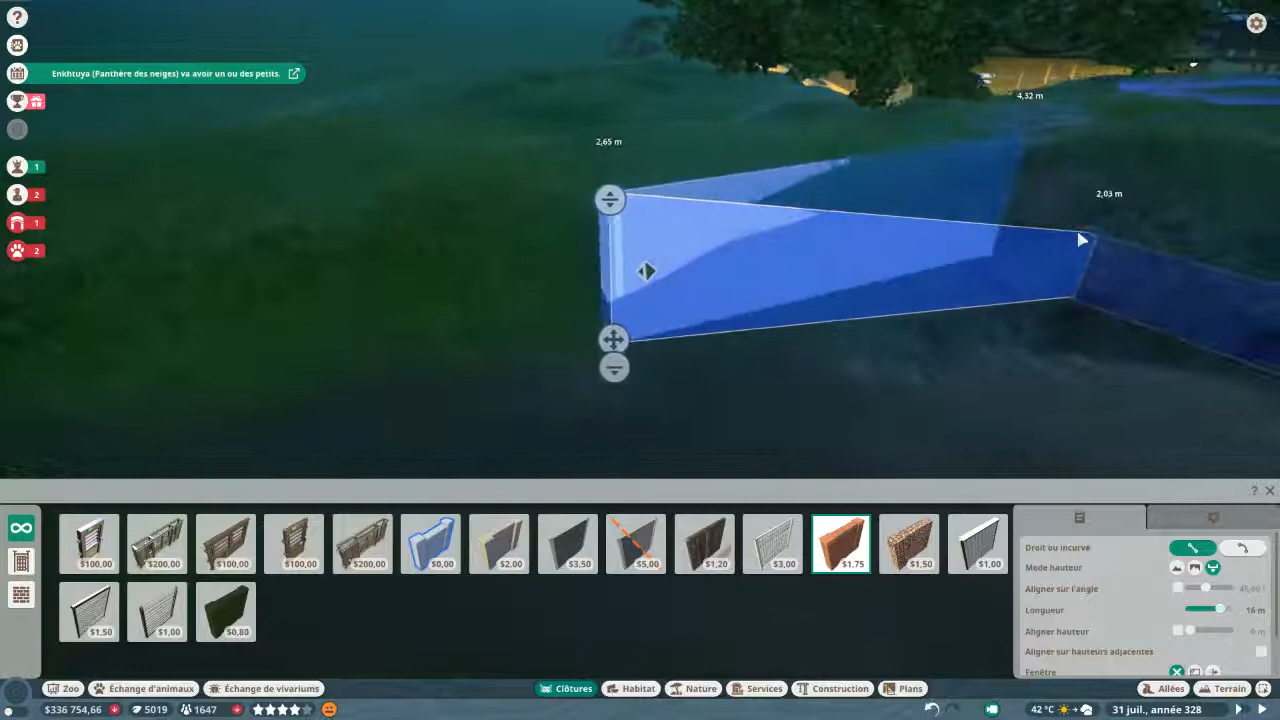 Enkhtuya (Panthère des neiges) va avoir un ou des petits.
1
2
1
2
4,32 m
2,65 m
2,03 m
?
?
$100,00
$200,00
$100,00
$100,00
$200,00
$0,00
$2.00
$3,50
$5,00
$1,20
$3,00
$1.75
$1,50
$1,00
$1.50
$1,00
$0,80
Droit ou incurvé
Mode hauteur
Aligner sur l'angle
45,00 °
Longueur
16 m
Aligner hauteur
0 m
Aligner sur hauteurs adjacentes
Fenêtre
Zoo
Échange d'animaux
Échange de vivariums
Clôtures
Habitat
Nature
Services
Construction
Plans
Allées
Terrain
$336 754,66
5019
1647
42 °C
31 juil., année 328